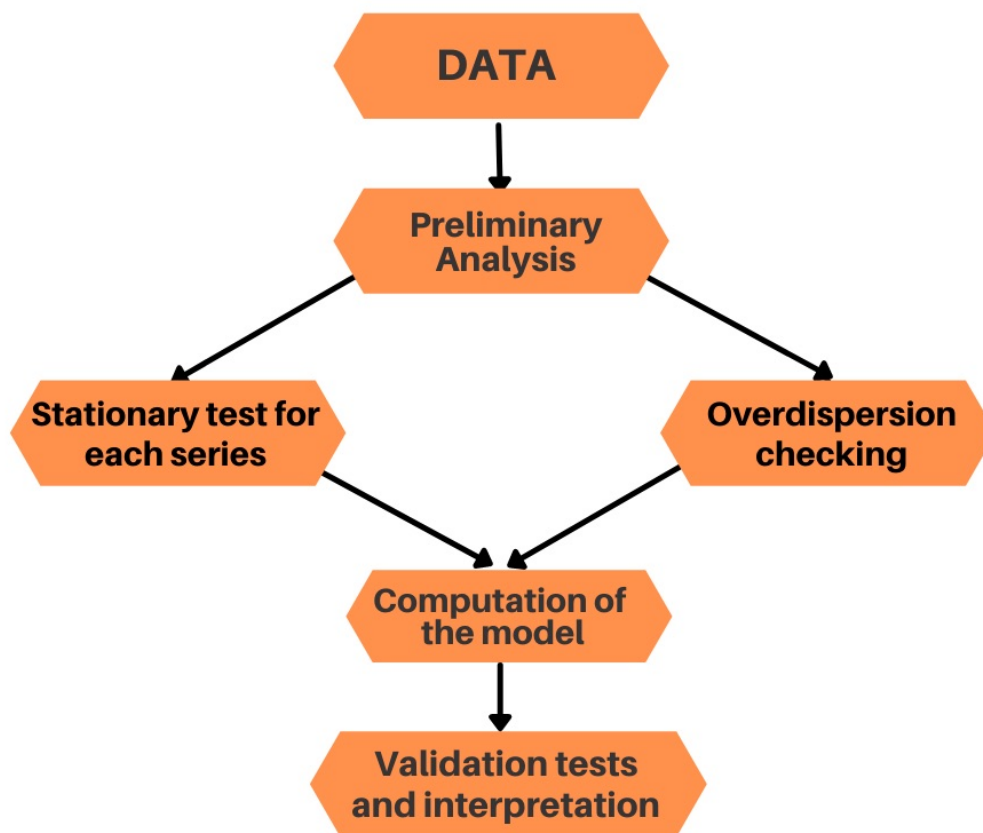 DATA
Preliminary
Analysis
Stationary test for
each series
Overdispersion
checking
Computation of
the model
Validation tests
and interpretation